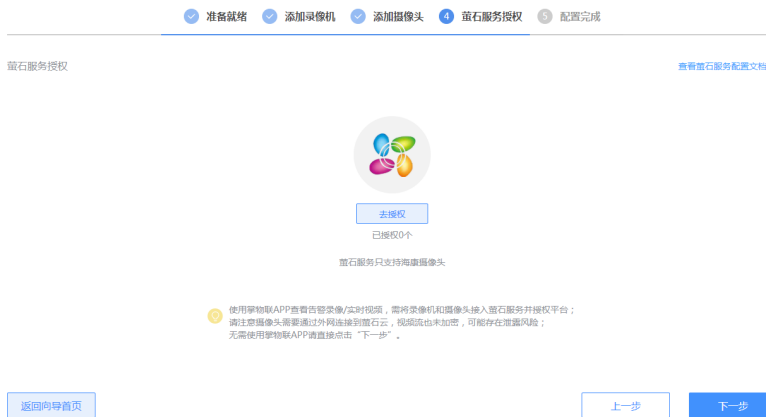 准备就绪 添加录像机 添加摄像头 4 萤石服务授权 5 配置完成
萤石服务授权 查看萤石服务配置文档
去授权
已授权0个
萤石服务只支持海康摄像头
使用掌物联APP查看告警录像/实时视频，需将录像机和摄像头接入萤石服务并授权平台；
请注意摄像头需要通过外网连接到萤石云，视频流也未加密，可能存在泄露风险；
无需使用掌物联APP请直接点击“下一步”。
返回向导首页 上一步 下一步